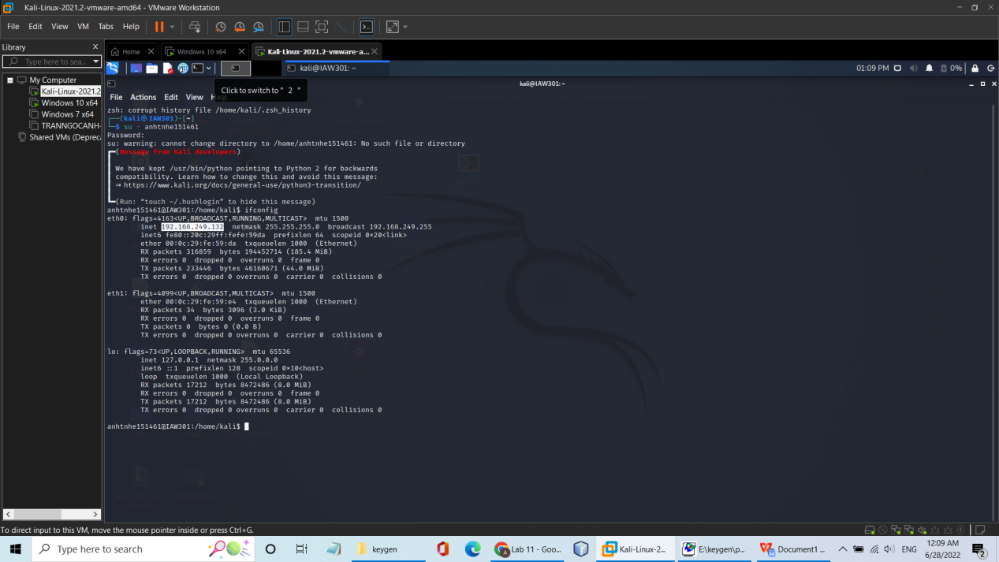 Kali-Linux-2021.2-vmware-amd64 - VMware Workstation
File Edit View VM Tabs Help
Library X
Type here to sea...
My Computer
Kali-Linux-2021.2
Windows 10 x64
Windows 7 x64
TRANNGOCANH-
Shared VMs (Depreca
Home
Windows 10 x64
Kali-Linux-2021.2-vmware-a...
kali@IAW301: ~
01:09 PM
0%
kali@IAW301: ~
Click to switch to " 2 "
File Actions Edit View Help
zsh: corrupt history file /home/kali/.zsh_history
┌──(kali㉿IAW301)-[~]
└─$ su - anhtnhe151461
Password:
su: warning: cannot change directory to /home/anhtnhe151461: No such file or directory
┏━(Message from Kali developers)
┃ We have kept /usr/bin/python pointing to Python 2 for backwards
┃ compatibility. Learn how to change this and avoid this message:
┃ ⇒ https://www.kali.org/docs/general-use/python3-transition/
┗━(Run: “touch ~/.hushlogin” to hide this message)
anhtnhe151461@IAW301:/home/kali$ ifconfig
eth0: flags=4163<UP,BROADCAST,RUNNING,MULTICAST> mtu 1500
inet 192.168.249.132 netmask 255.255.255.0 broadcast 192.168.249.255
inet6 fe80::20c:29ff:fefe:59da prefixlen 64 scopeid 0×20<link>
ether 00:0c:29:fe:59:da txqueuelen 1000 (Ethernet)
RX packets 316859 bytes 194452714 (185.4 MiB)
RX errors 0 dropped 0 overruns 0 frame 0
TX packets 233446 bytes 46160671 (44.0 MiB)
TX errors 0 dropped 0 overruns 0 carrier 0 collisions 0
eth1: flags=4099<UP,BROADCAST,MULTICAST> mtu 1500
ether 00:0c:29:fe:59:e4 txqueuelen 1000 (Ethernet)
RX packets 34 bytes 3096 (3.0 KiB)
RX errors 0 dropped 0 overruns 0 frame 0
TX packets 0 bytes 0 (0.0 B)
TX errors 0 dropped 0 overruns 0 carrier 0 collisions 0
lo: flags=73<UP,LOOPBACK,RUNNING> mtu 65536
inet 127.0.0.1 netmask 255.0.0.0
inet6 ::1 prefixlen 128 scopeid 0×10<host>
loop txqueuelen 1000 (Local Loopback)
RX packets 17212 bytes 8472486 (8.0 MiB)
RX errors 0 dropped 0 overruns 0 frame 0
TX packets 17212 bytes 8472486 (8.0 MiB)
TX errors 0 dropped 0 overruns 0 carrier 0 collisions 0
anhtnhe151461@IAW301:/home/kali$
To direct input to this VM, move the mouse pointer inside or press Ctrl+G.
Type here to search
keygen
Lab 11 - Goo...
Kali-Linux-2...
E:\keygen\p...
Document1 ...
ENG
12:09 AM
6/28/2022
2